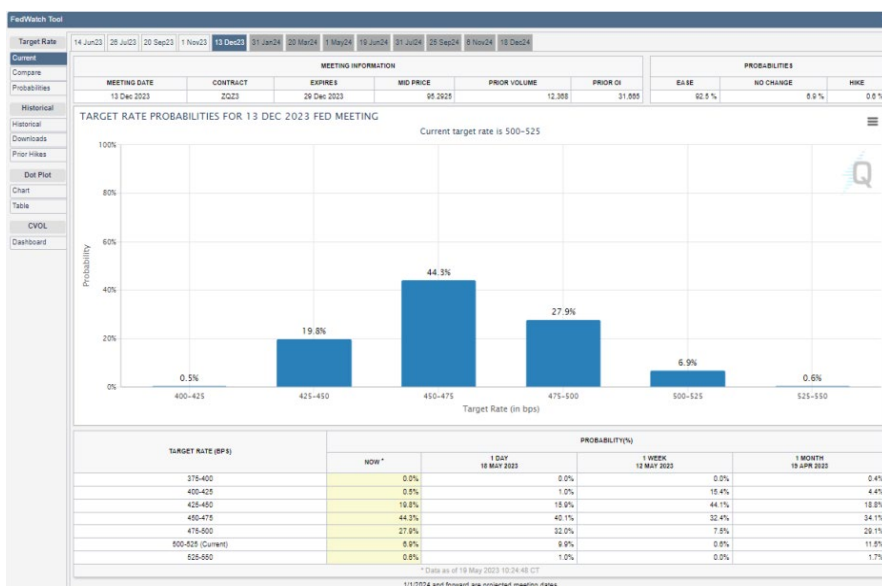 FedWatch Tool
Target Rate
Current
Compare
Probabilities
Historical
Historical
Downloads
Prior Hikes
Dot Plot
Chart
Table
CVOL
Dashboard
14 Jun23 26 Jul23 20 Sep23 1 Nov23 13 Dec23 31 Jan24 20 Mar24 1 May24 19 Jun24 31 Jul24 25 Sep24 6 Nov24 18 Dec24
MEETING INFORMATION PROBABILITIES
MEETING DATE CONTRACT EXPIRES MID PRICE PRIOR VOLUME PRIOR OI EASE NO CHANGE HIKE
13 Dec 2023 ZQZ3 29 Dec 2023 95.2925 12,368 92.5 % 6.9 % 0.6 %
TARGET RATE PROBABILITIES FOR 13 DEC 2023 FED MEETING
Current target rate is 500-525
Q
100%
80%
60%
40%
20%
0%
Probability
0.5% 19.8% 44.3% 27.9% 6.9% 0.6%
400-425 425-450 450-475 475-500 500-525 525-550
Target Rate (in bps)
TARGET RATE (BPS) PROBABILITY(%)
NOW * 1 DAY 18 MAY 2023 1 WEEK 12 MAY 2023 1 MONTH 19 APR 2023
375-400 0.0% 0.0% 0.0% 0.4%
400-425 0.5% 1.0% 15.4% 4.4%
425-450 19.8% 15.9% 44.1% 18.8%
450-475 44.3% 40.1% 32.4% 34.1%
475-500 27.9% 32.0% 7.5% 29.1%
500-525 (Current) 6.9% 9.9% 0.6% 11.5%
525-550 0.6% 1.0% 0.0% 1.7%
* Data as of 19 May 2023 10:24:48 CT
1/1/2024 and forward are projected meeting dates